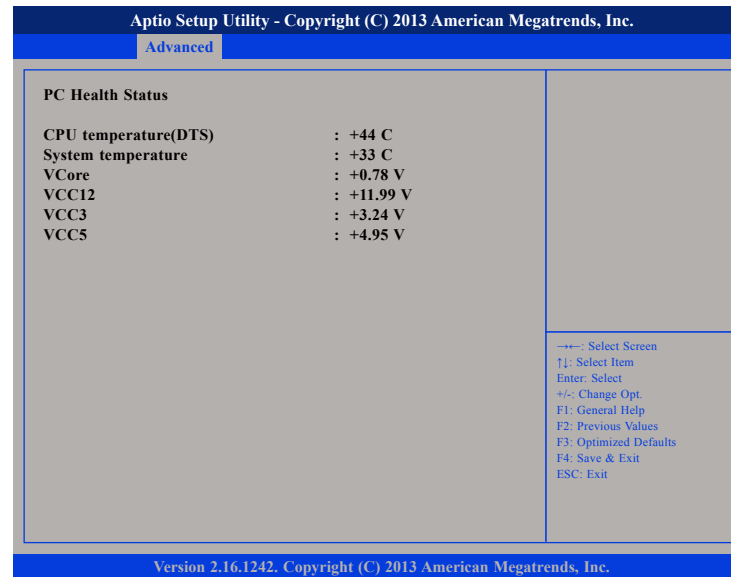 Aptio Setup Utility - Copyright (C) 2013 American Megatrends, Inc.
Advanced
PC Health Status
CPU temperature(DTS) : +44 C
System temperature : +33 C
VCore : +0.78 V
VCC12 : +11.99 V
VCC3 : +3.24 V
VCC5 : +4.95 V
→←: Select Screen
↑↓: Select Item
Enter: Select
+/-: Change Opt.
F1: General Help
F2: Previous Values
F3: Optimized Defaults
F4: Save & Exit
ESC: Exit
Version 2.16.1242. Copyright (C) 2013 American Megatrends, Inc.